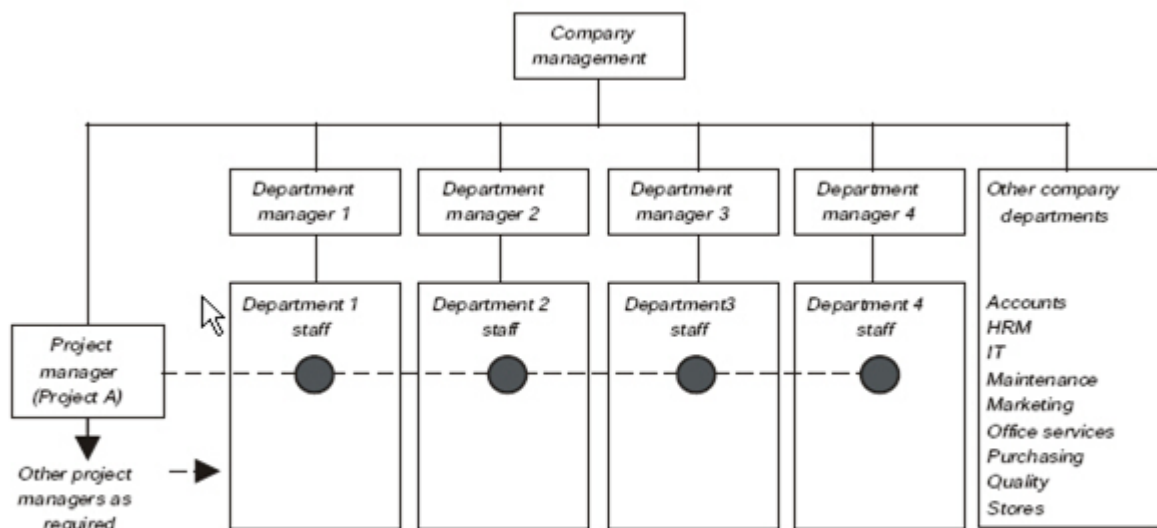 Company
management
Department
manager 1
Department
manager 2
Department
manager 3
Department
manager 4
Other company
departments
Department 1
staff
Department 2
staff
Department3
staff
Department 4
staff
Accounts
HRM
IT
Maintenance
Marketing
Office services
Purchasing
Quality
Stores
Project
manager
(Project A)
Other project
managers as
required